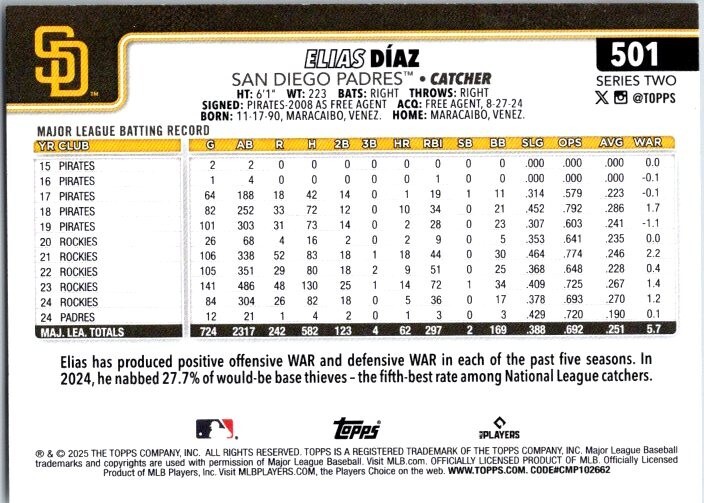 SD
TM
ELIAS DÍAZ
501
SAN DIEGO PADRES™ • CATCHER
SERIES TWO
HT: 6'1" WT: 223 BATS: RIGHT THROWS: RIGHT
SIGNED: PIRATES-2008 AS FREE AGENT ACQ: FREE AGENT, 8-27-24
@TOPPS
BORN: 11-17-90, MARACAIBO, VENEZ. HOME: MARACAIBO, VENEZ.
MAJOR LEAGUE BATTING RECORD
YR CLUB G AB R H 2B 3B HR RBI SB BB SLG OPS AVG WAR
15 PIRATES 2 2 0 0 0 0 0 0 0 0 .000 .000 .000 0.0
16 PIRATES 1 4 0 0 0 0 0 1 0 0 .000 .000 .000 -0.1
17 PIRATES 64 188 18 42 14 0 1 19 1 11 .314 .579 .223 -0.1
18 PIRATES 82 252 33 72 12 0 10 34 0 21 .452 .792 .286 1.7
19 PIRATES 101 303 31 73 14 0 2 28 0 23 .307 .603 .241 -1.1
20 ROCKIES 26 68 4 16 2 0 2 9 0 5 .353 .641 .235 0.0
21 ROCKIES 106 338 52 83 18 1 18 44 0 30 .464 .774 .246 2.2
22 ROCKIES 105 351 29 80 18 2 9 51 0 25 .368 .648 .228 0.4
23 ROCKIES 141 486 48 130 25 1 14 72 1 34 .409 .725 .267 1.4
24 ROCKIES 84 304 26 82 18 0 5 36 0 17 .378 .693 .270 1.2
24 PADRES 12 21 1 4 2 0 1 3 0 3 .429 .720 .190 0.1
MAJ. LEA. TOTALS 724 2317 242 582 123 4 62 297 2 169 .388 .692 .251 5.7
Elias has produced positive offensive WAR and defensive WAR in each of the past five seasons. In
2024, he nabbed 27.7% of would-be base thieves – the fifth-best rate among National League catchers.
Topps
PLAYERS
® & © 2025 THE TOPPS COMPANY, INC. ALL RIGHTS RESERVED. TOPPS IS A REGISTERED TRADEMARK OF THE TOPPS COMPANY, INC. Major League Baseball
trademarks and copyrights are used with permission of Major League Baseball. Visit MLB.com. OFFICIALLY LICENSED PRODUCT OF MLB PLAYERS, INC. Officially Licensed
Product of MLB Players, Inc. Visit MLBPLAYERS.COM, the Players Choice on the web. WWW.TOPPS.COM. CODE#CMP102662